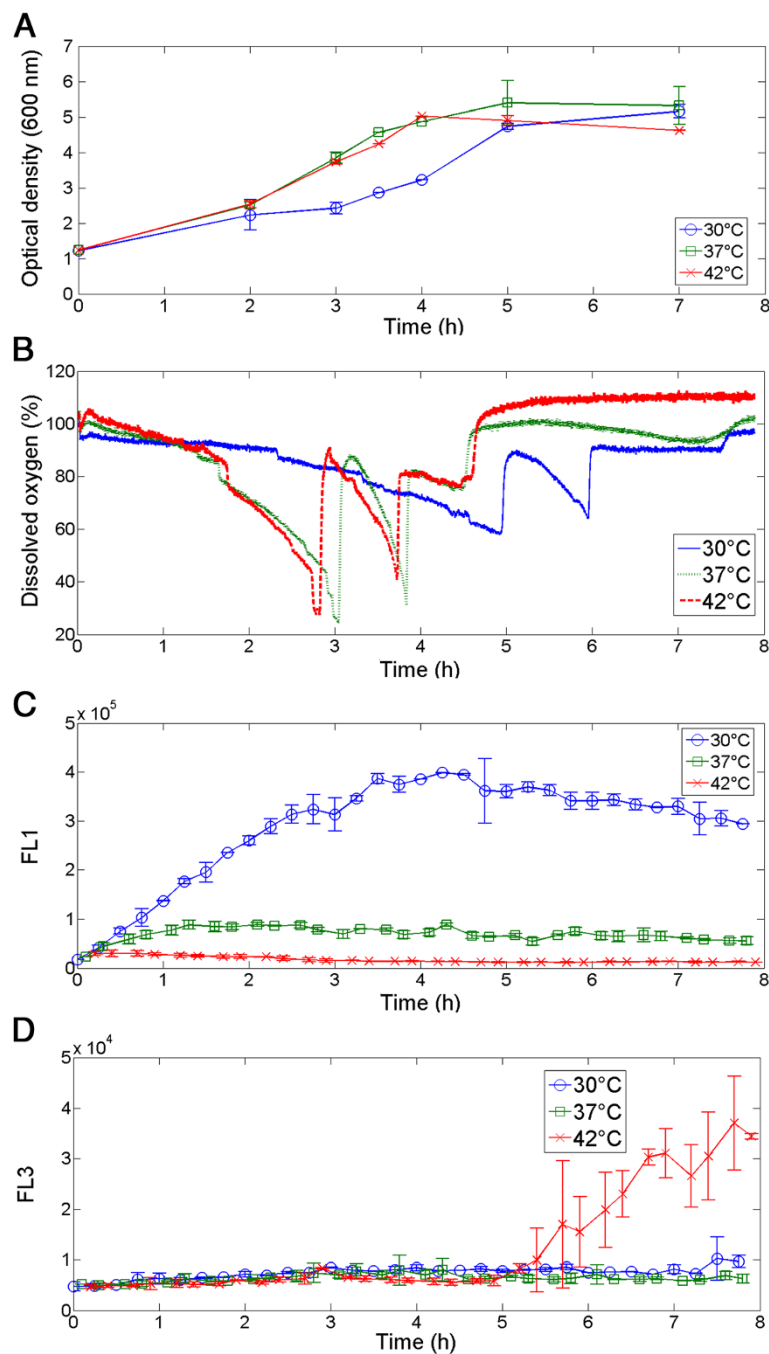 A
Optical density (600 nm)
7
6
5
4
3
2
1
0
0 1 2 3 4 5 6 7 8
Time (h)
30°C
37°C
42°C
B
Dissolved oxygen (%)
120
100
80
60
40
20
0 1 2 3 4 5 6 7 8
Time (h)
30°C
37°C
42°C
C
x 10⁵
FL1
5
4
3
2
1
0
0 1 2 3 4 5 6 7 8
Time (h)
30°C
37°C
42°C
D
x 10⁴
FL3
5
4
3
2
1
0
0 1 2 3 4 5 6 7 8
Time (h)
30°C
37°C
42°C